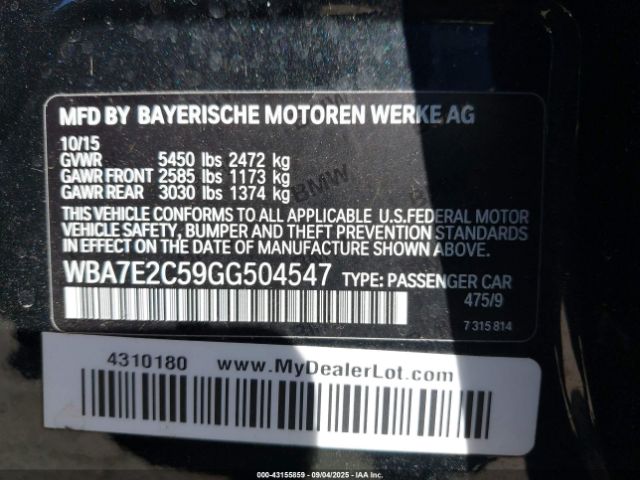 MFD BY BAYERISCHE MOTOREN WERKE AG
10/15
GVWR 5450 lbs 2472 kg
GAWR FRONT 2585 lbs 1173 kg
GAWR REAR 3030 lbs 1374 kg
BMW
THIS VEHICLE CONFORMS TO ALL APPLICABLE U.S.FEDERAL MOTOR
VEHICLE SAFETY, BUMPER AND THEFT PREVENTION STANDARDS
IN EFFECT ON THE DATE OF MANUFACTURE SHOWN ABOVE.
WBA7E2C59GG504547 TYPE: PASSENGER CAR
475/9
7 315 814
4310180 www.MyDealerLot.com
000-43155859 - 09/04/2025 - IAAI.com